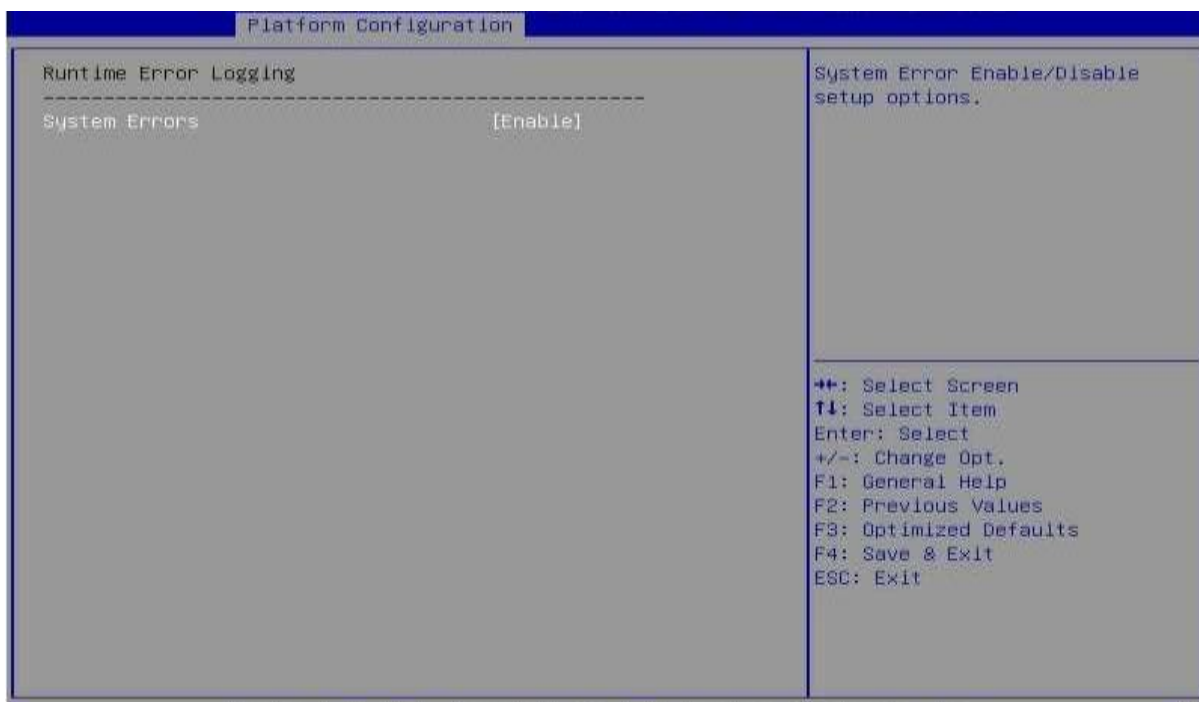 Platform Configuration
Runtime Error Logging
--------------------------------------------------
System Errors [Enable]
System Error Enable/Disable
setup options.
→←: Select Screen
↑↓: Select Item
Enter: Select
+/-: Change Opt.
F1: General Help
F2: Previous Values
F3: Optimized Defaults
F4: Save & Exit
ESC: Exit